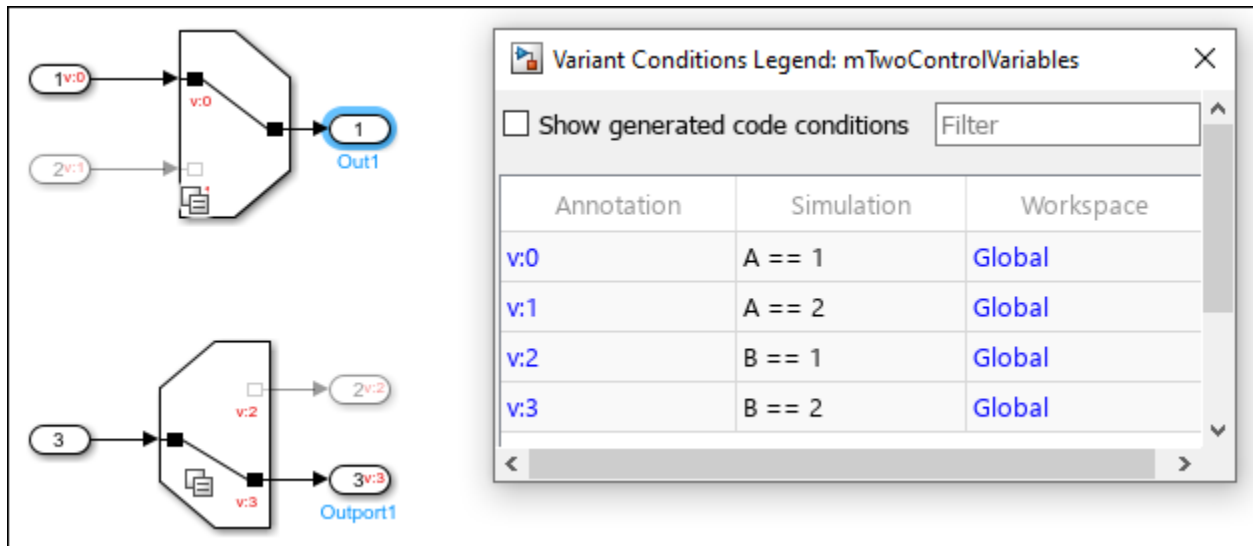 Variant Conditions Legend: mTwoControlVariables
Show generated code conditions Filter
Annotation Simulation Workspace
v:0 A == 1 Global
v:1 A == 2 Global
v:2 B == 1 Global
v:3 B == 2 Global
1 v:0
v:0
1
Out1
2 v:1
2 v:2
v:2
3
3 v:3
v:3
Outport1